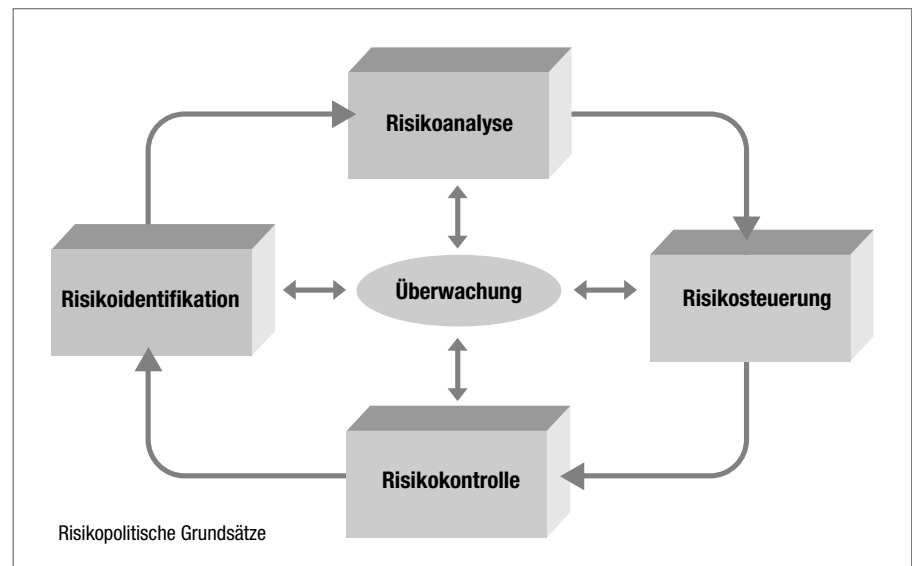 Risikoanalyse
Risikoidentifikation
Überwachung
Risikosteuerung
Risikokontrolle
Risikopolitische Grundsätze